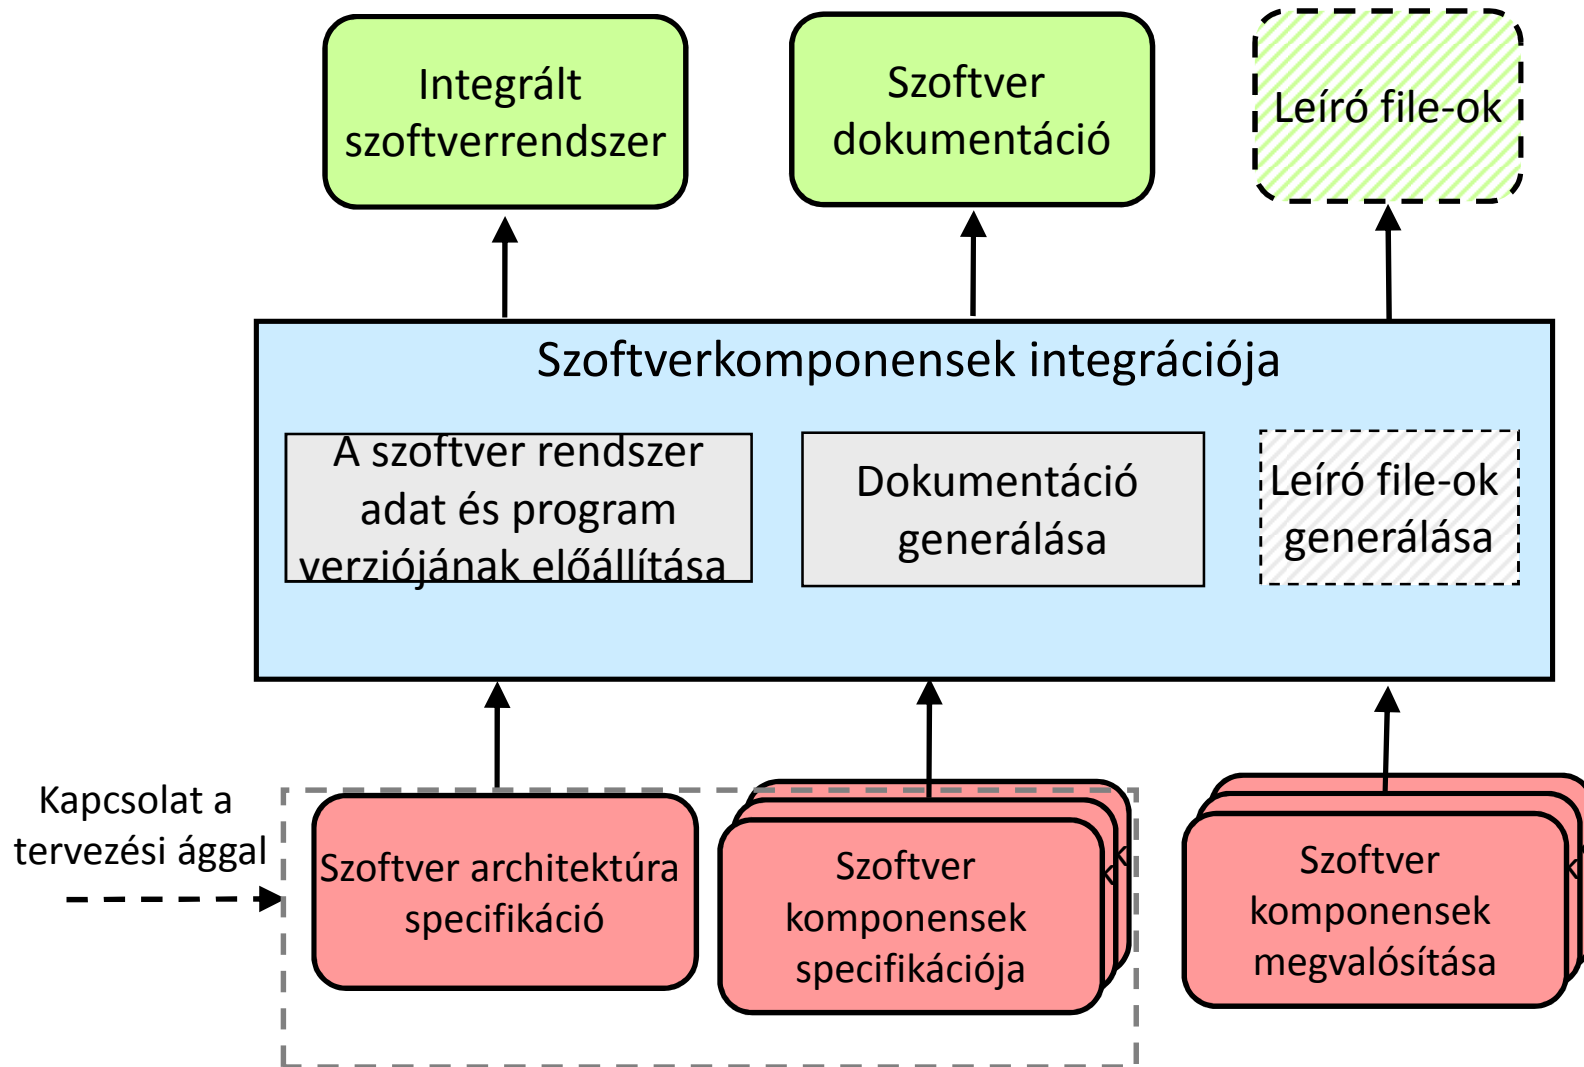 Integrált
szoftverrendszer
Szoftver
dokumentáció
Leíró file-ok
Szoftverkomponensek integrációja
A szoftver rendszer
adat és program
verziójának előállítása
Dokumentáció
generálása
Leíró file-ok
generálása
Kapcsolat a
tervezési ággal
Szoftver architektúra
specifikáció
Szoftver
komponensek
specifikációja
Szoftver
komponensek
megvalósítása